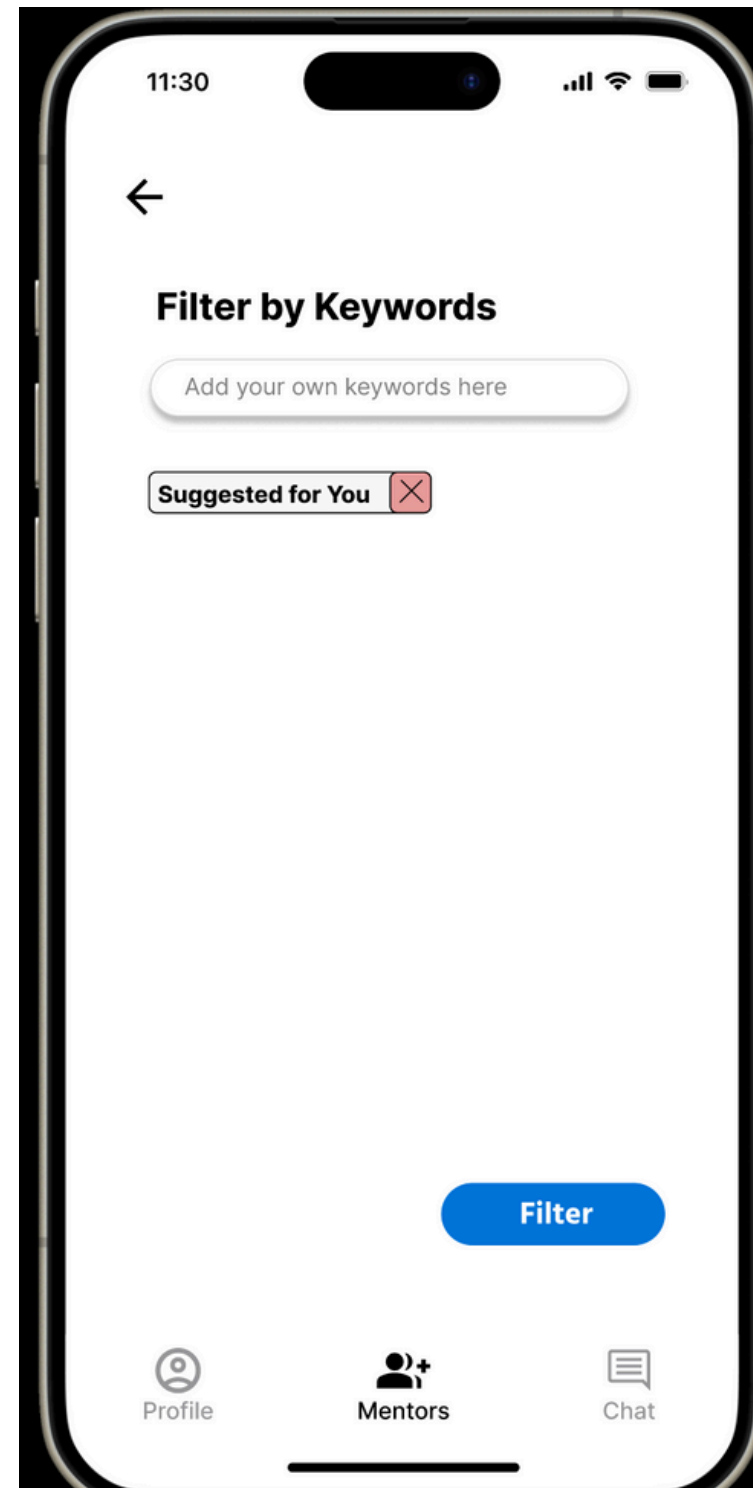 11:30
Filter by Keywords
Add your own keywords here
Suggested for You
Filter
Profile Mentors Chat